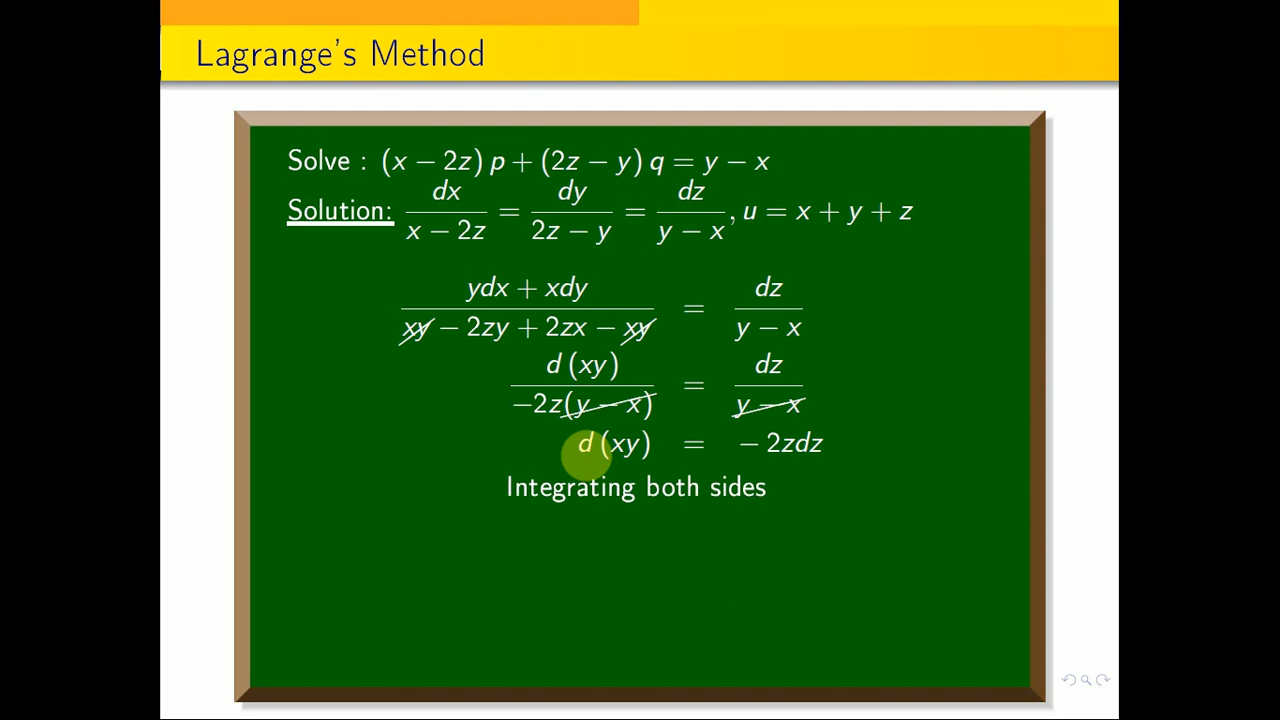 Lagrange's Method
Solve : (x − 2z) p + (2z − y) q = y − x
Solution: dx/(x − 2z) = dy/(2z − y) = dz/(y − x), u = x + y + z
(ydx + xdy)/(xy − 2zy + 2zx − xy) = dz/(y − x)
d (xy)/(−2z(y − x)) = dz/(y − x)
d (xy) = − 2zdz
Integrating both sides